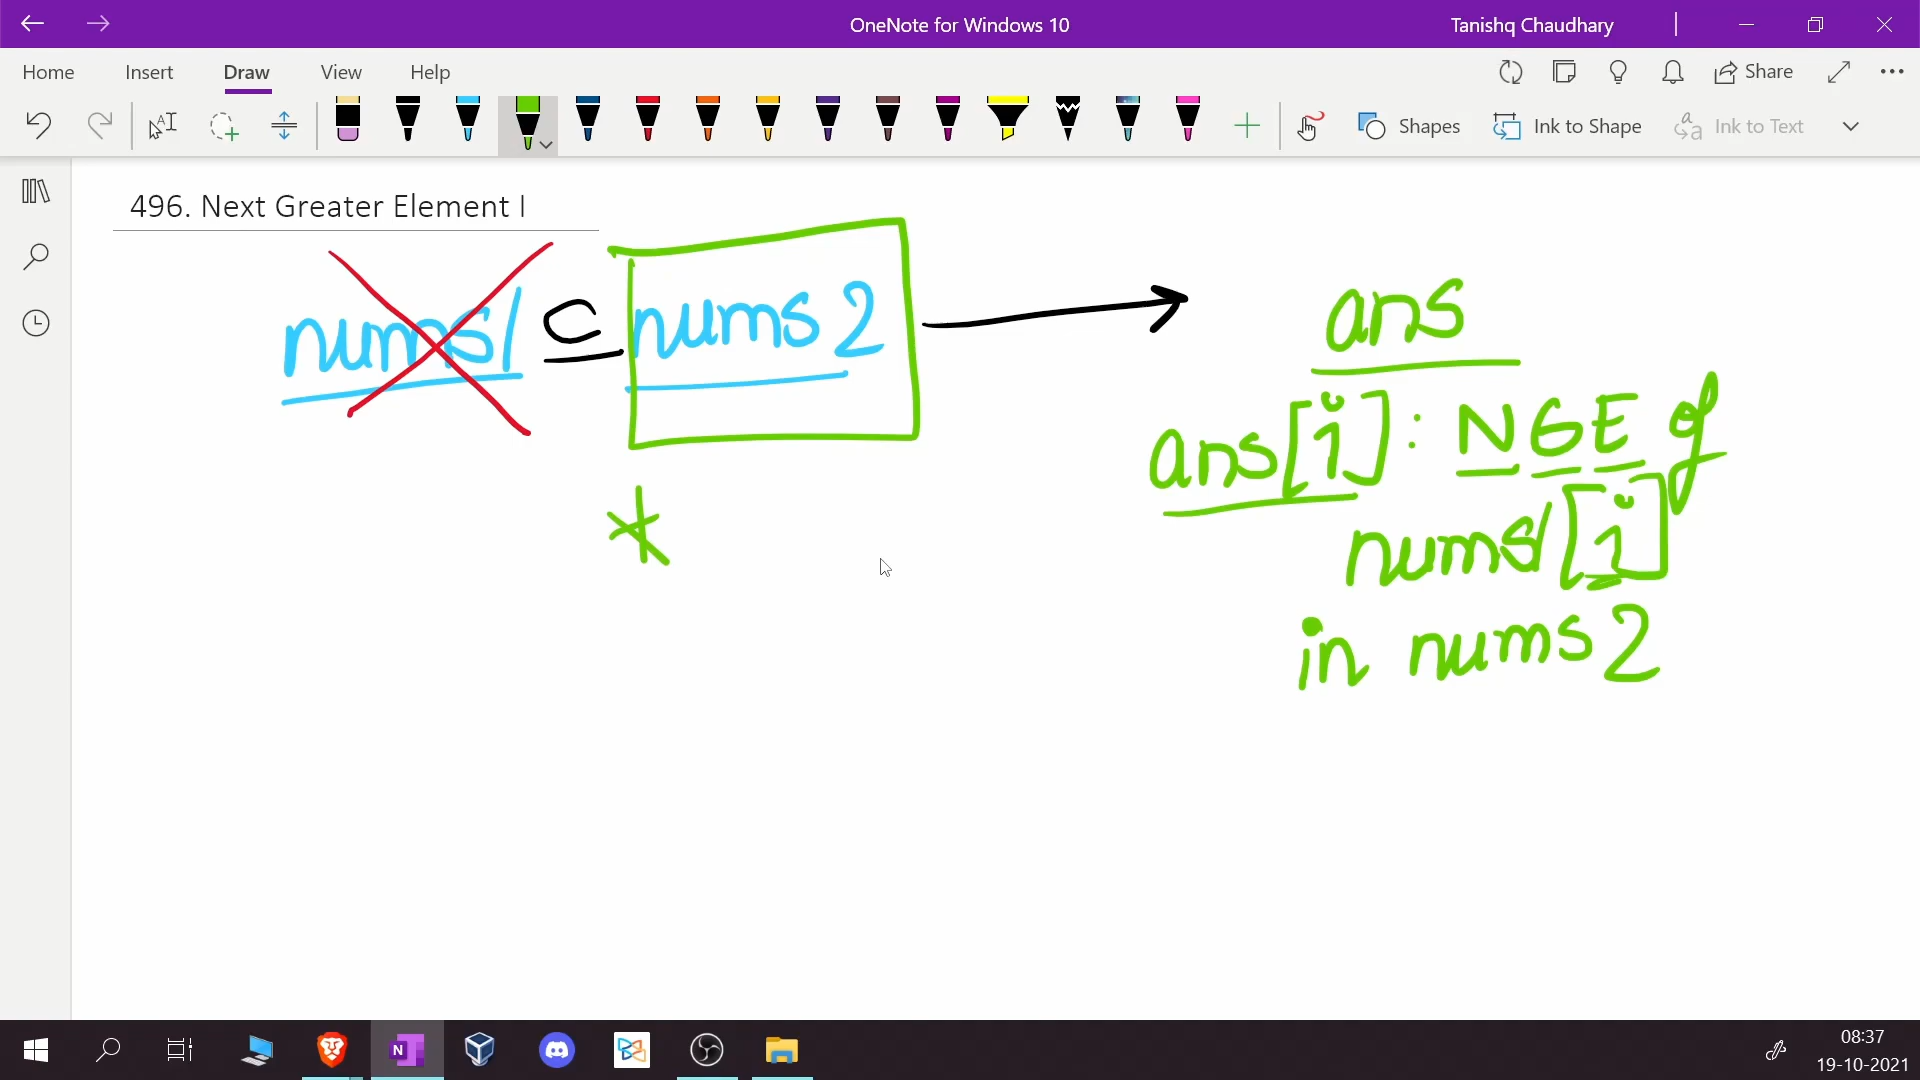 OneNote for Windows 10
Tanishq Chaudhary
Home Insert Draw View Help
Share
Shapes Ink to Shape Ink to Text
496. Next Greater Element I
nums1 ⊆ nums2
ans
ans[i] : NGE of
nums1[i]
in nums2
*
08:37
19-10-2021